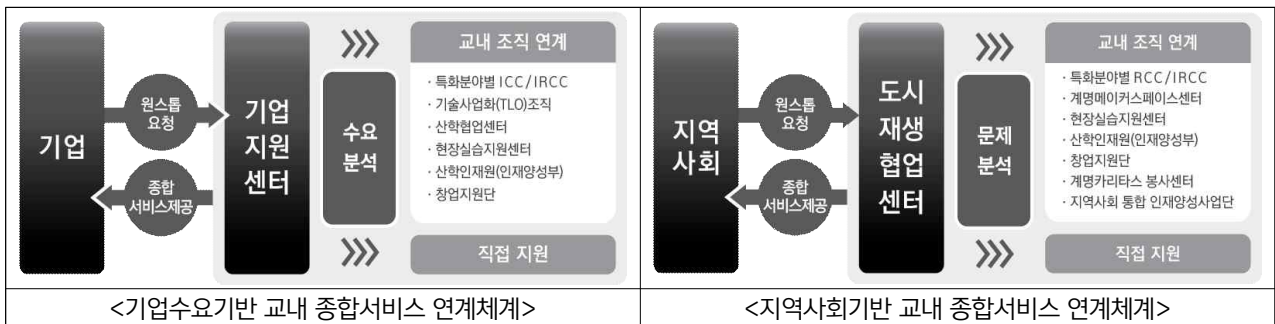 기업
원스톱
요청
종합
서비스제공
기업
지원
센터
수요
분석
교내 조직 연계
· 특화분야별 ICC/IRCC
· 기술사업화(TLO)조직
· 산학협업센터
· 현장실습지원센터
· 산학인재원(인재양성부)
· 창업지원단
직접 지원
<기업수요기반 교내 종합서비스 연계체계>
지역
사회
원스톱
요청
종합
서비스제공
도시
재생
협업
센터
문제
분석
교내 조직 연계
· 특화분야별 RCC/IRCC
· 계명메이커스페이스센터
· 현장실습지원센터
· 산학인재원(인재양성부)
· 창업지원단
· 계명카리타스 봉사센터
· 지역사회 통합 인재양성사업단
직접 지원
<지역사회기반 교내 종합서비스 연계체계>